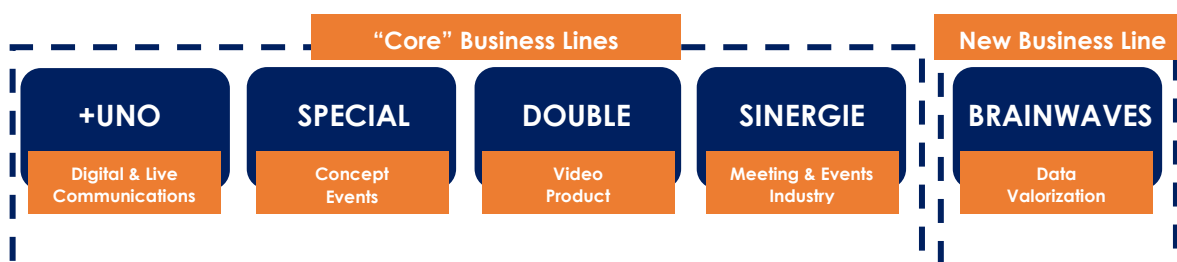 “Core” Business Lines
New Business Line
+UNO
Digital & Live
Communications
SPECIAL
Concept
Events
DOUBLE
Video
Product
SINERGIE
Meeting & Events
Industry
BRAINWAVES
Data
Valorization